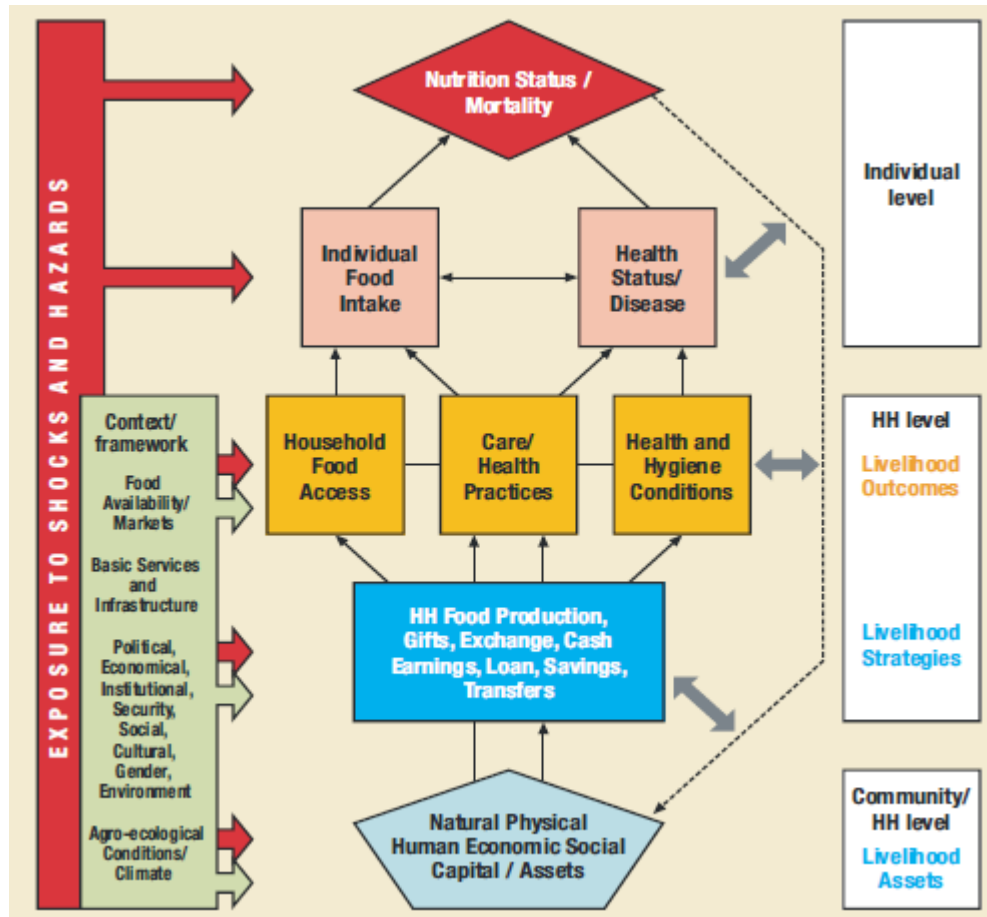 EXPOSURE TO SHOCKS AND HAZARDS
Nutrition Status /
Mortality
Individual
Food
Intake
Health
Status/
Disease
Individual
level
Context/
framework
Food
Availability/
Markets
Basic Services
and
Infrastructure
Political,
Economical,
Institutional,
Security,
Social,
Cultural,
Gender,
Environment
Agro-ecological
Conditions/
Climate
Household
Food
Access
Care/
Health
Practices
Health and
Hygiene
Conditions
HH level
Livelihood
Outcomes
HH Food Production,
Gifts, Exchange, Cash
Earnings, Loan, Savings,
Transfers
Livelihood
Strategies
Natural Physical
Human Economic Social
Capital / Assets
Community/
HH level
Livelihood
Assets